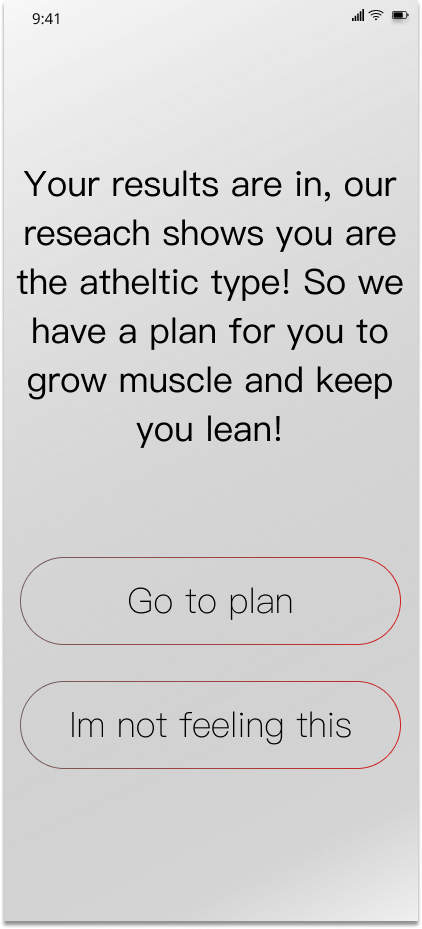 9:41
Your results are in, our
reseach shows you are
the atheltic type! So we
have a plan for you to
grow muscle and keep
you lean!
Go to plan
Im not feeling this